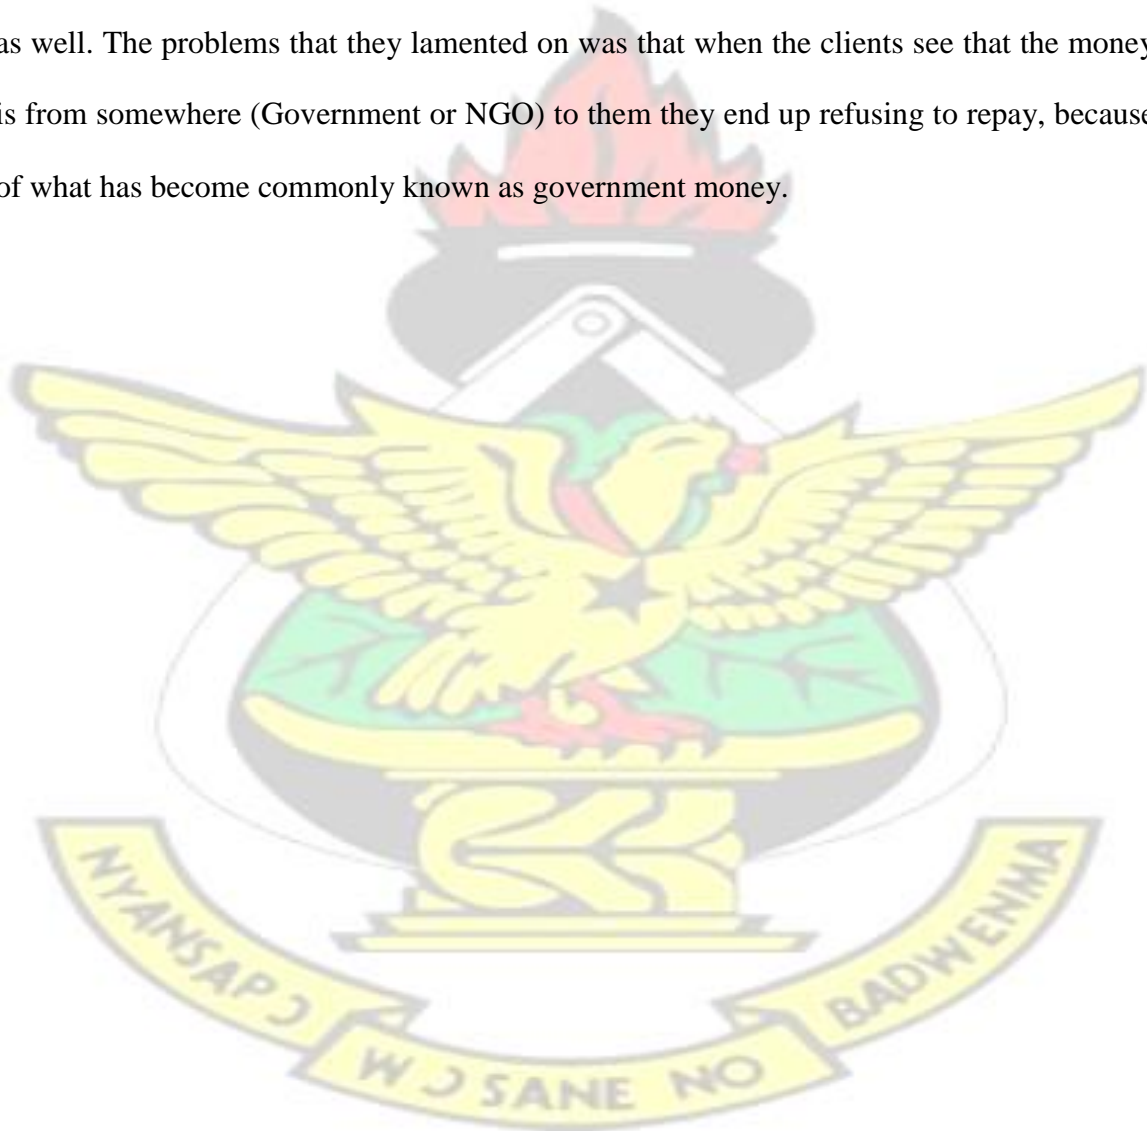 as well. The problems that they lamented on was that when the clients see that the money
is from somewhere (Government or NGO) to them they end up refusing to repay, because
of what has become commonly known as government money.
NYANSAPƆ
WƆSANE NO
BADWENMA